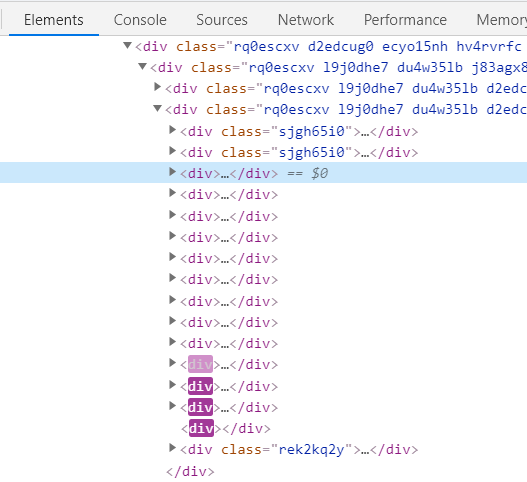 Elements Console Sources Network Performance Memory
<div class="rq0escxv d2edcug0 ecyo15nh hv4rvrfc
<div class="rq0escxv l9j0dhe7 du4w35lb j83agx8
<div class="rq0escxv l9j0dhe7 du4w35lb d2edc
<div class="rq0escxv l9j0dhe7 du4w35lb d2edc
<div class="sjgh65i0">…</div>
<div class="sjgh65i0">…</div>
<div>…</div> == $0
<div>…</div>
<div>…</div>
<div>…</div>
<div>…</div>
<div>…</div>
<div>…</div>
<div>…</div>
<div>…</div>
<div>…</div>
<div>…</div>
<div>…</div>
<div></div>
<div class="rek2kq2y">…</div>
</div>